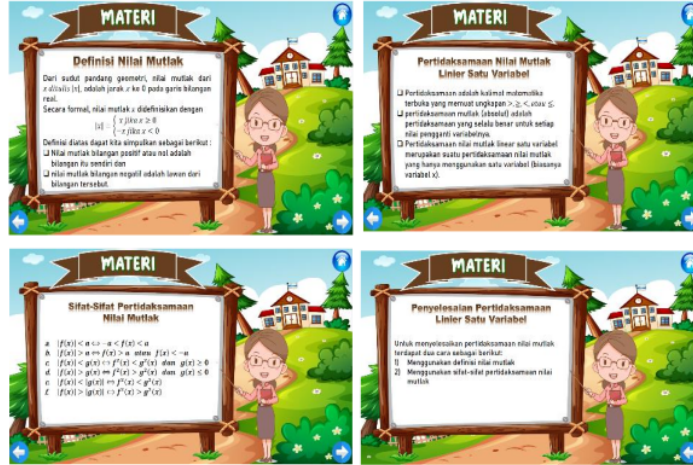 MATERI
Definisi Nilai Mutlak
Dari sudut pandang geometri, nilai mutlak dari
x ditulis |x|, adalah jarak x ke 0 pada garis bilangan
real.
Secara formal, nilai mutlak x didefinisikan dengan
|x| = { x jika x ≥ 0
−x jika x < 0
Definisi diatas dapat kita simpulkan sebagai berikut :
❑ Nilai mutlak bilangan positif atau nol adalah
bilangan itu sendiri dan
❑ nilai mutlak bilangan negatif adalah lawan dari
bilangan tersebut.
MATERI
Pertidaksamaan Nilai Mutlak
Linier Satu Variabel
❑ Pertidaksamaan adalah kalimat matematika
terbuka yang memuat ungkapan >, ≥, <, atau ≤.
❑ pertidaksamaan mutlak (absolut) adalah
pertidaksamaan yang selalu benar untuk setiap
nilai pengganti variabelnya.
❑ Pertidaksamaan nilai mutlak linear satu variabel
merupakan suatu pertidaksamaan nilai mutlak
yang hanya menggunakan satu variabel (biasanya
variabel x).
MATERI
Sifat-Sifat Pertidaksamaan
Nilai Mutlak
a. |f(x)| < a ⇔ −a < f(x) < a
b. |f(x)| > a ⇔ f(x) > a atau f(x) < −a
c. |f(x)| < g(x) ⇔ f²(x) < g²(x) dan g(x) ≥ 0
d. |f(x)| > g(x) ⇔ f²(x) > g²(x) dan g(x) ≤ 0
e. |f(x)| < |g(x)| ⇔ f²(x) < g²(x)
f. |f(x)| > |g(x)| ⇔ f²(x) > g²(x)
MATERI
Penyelesaian Pertidaksamaan
Linier Satu Variabel
Untuk menyelesaikan pertidaksamaan nilai mutlak
terdapat dua cara sebagai berikut:
1) Menggunakan definisi nilai mutlak
2) Menggunakan sifat-sifat pertidaksamaan nilai
mutlak